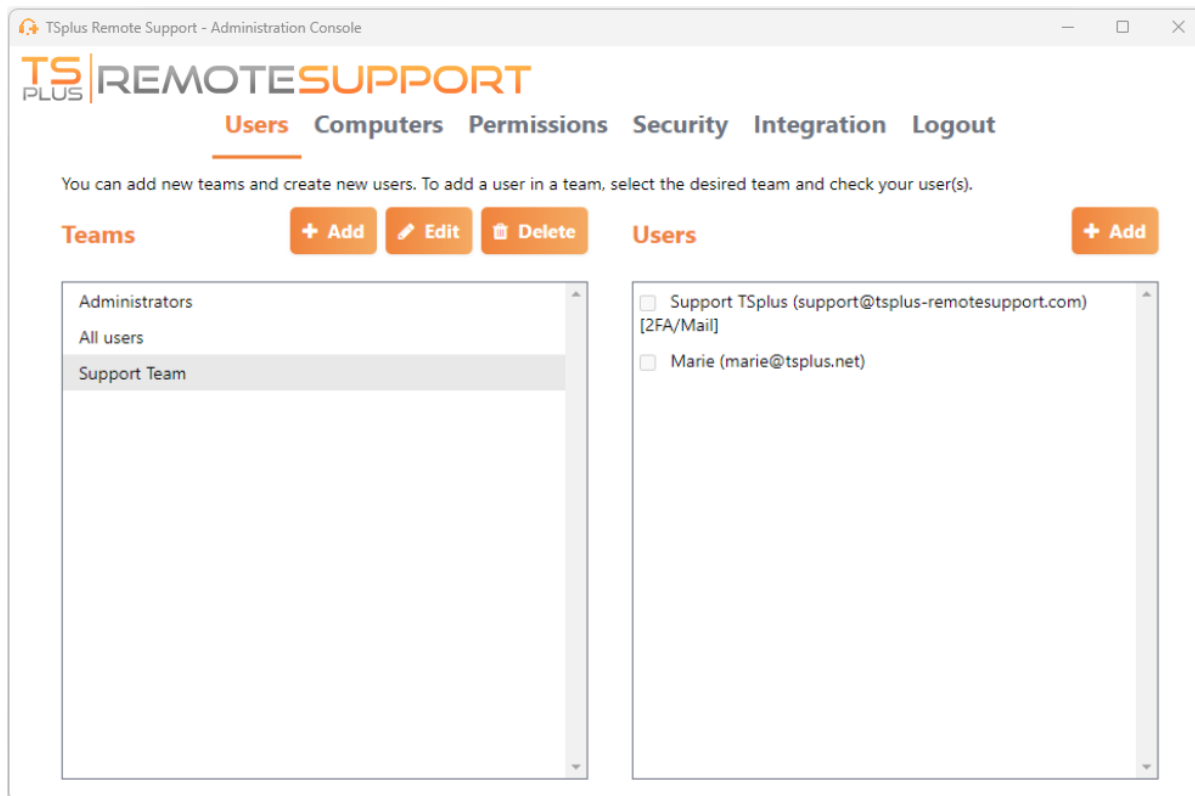 TSplus Remote Support - Administration Console
TS PLUS REMOTESUPPORT
Users Computers Permissions Security Integration Logout
You can add new teams and create new users. To add a user in a team, select the desired team and check your user(s).
Teams + Add Edit Delete Users + Add
Administrators
All users
Support Team
Support TSplus (support@tsplus-remotesupport.com)
[2FA/Mail]
Marie (marie@tsplus.net)